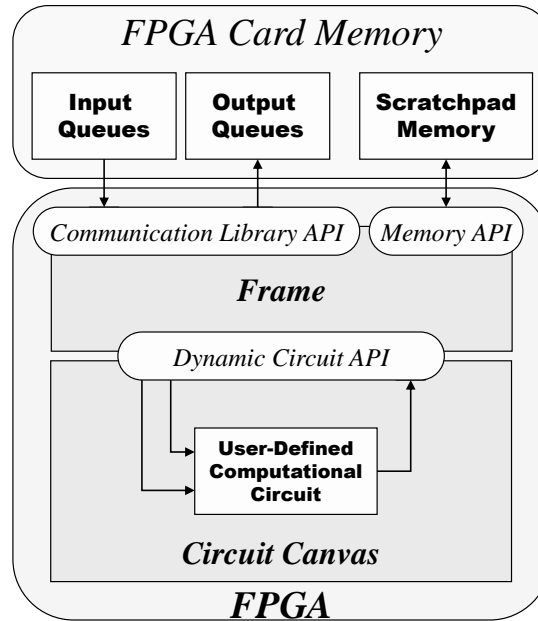 FPGA Card Memory
Input
Queues
Output
Queues
Scratchpad
Memory
Communication Library API
Memory API
Frame
Dynamic Circuit API
User-Defined
Computational
Circuit
Circuit Canvas
FPGA